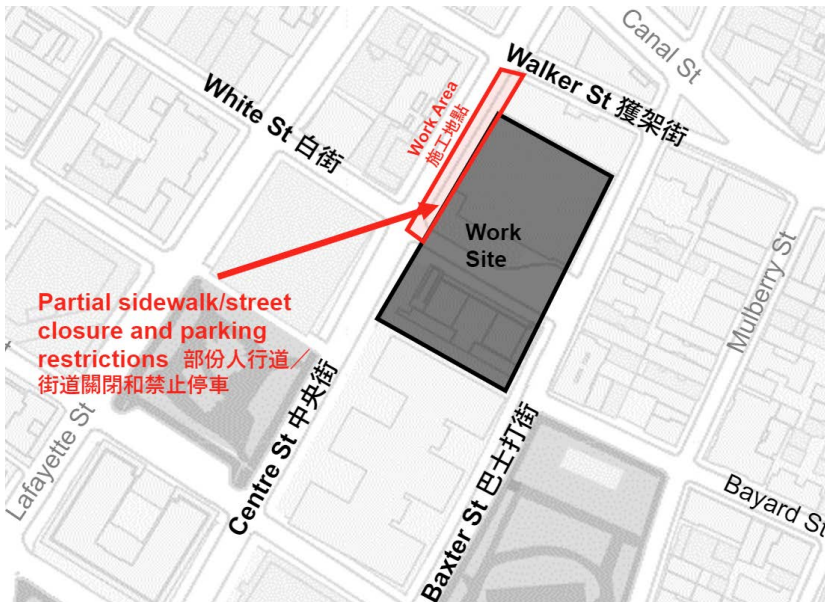 Canal St
Walker St 獲架街
White St 白街
Work Area
施工地點
Work
Site
Mulberry St
Partial sidewalk/street
closure and parking
restrictions 部份人行道／
街道關閉和禁止停車
Lafayette St
Centre St 中央街
Baxter St 巴士打街
Bayard St